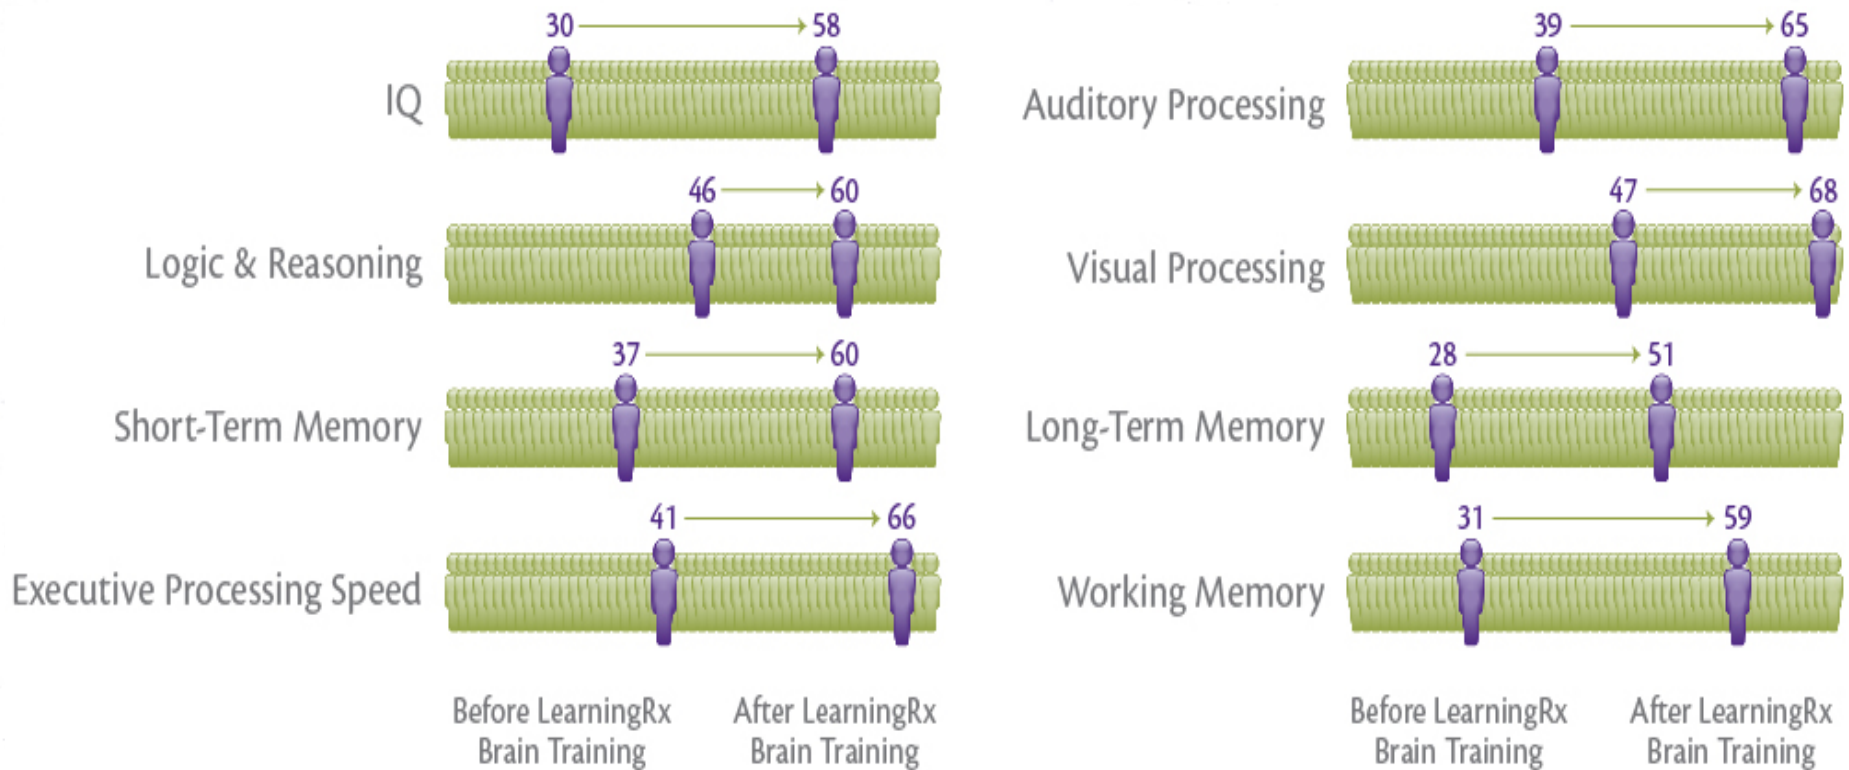 30 58
IQ
46 60
Logic & Reasoning
37 60
Short-Term Memory
41 66
Executive Processing Speed
Before LearningRx
Brain Training
After LearningRx
Brain Training
39 65
Auditory Processing
47 68
Visual Processing
28 51
Long-Term Memory
31 59
Working Memory
Before LearningRx
Brain Training
After LearningRx
Brain Training